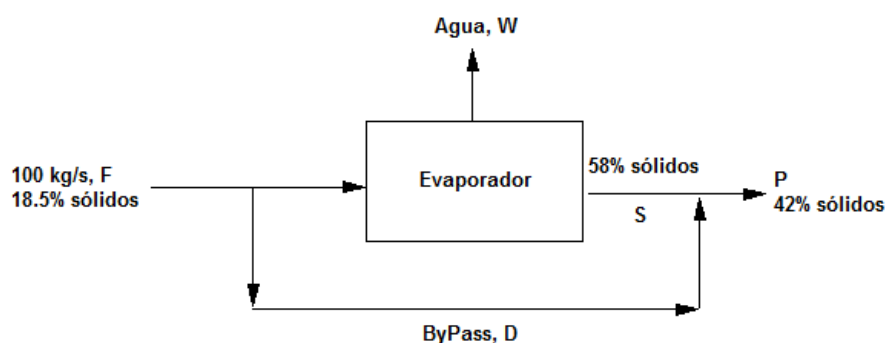 Agua, W
100 kg/s, F
18.5% sólidos
Evaporador
58% sólidos
S
P
42% sólidos
ByPass, D